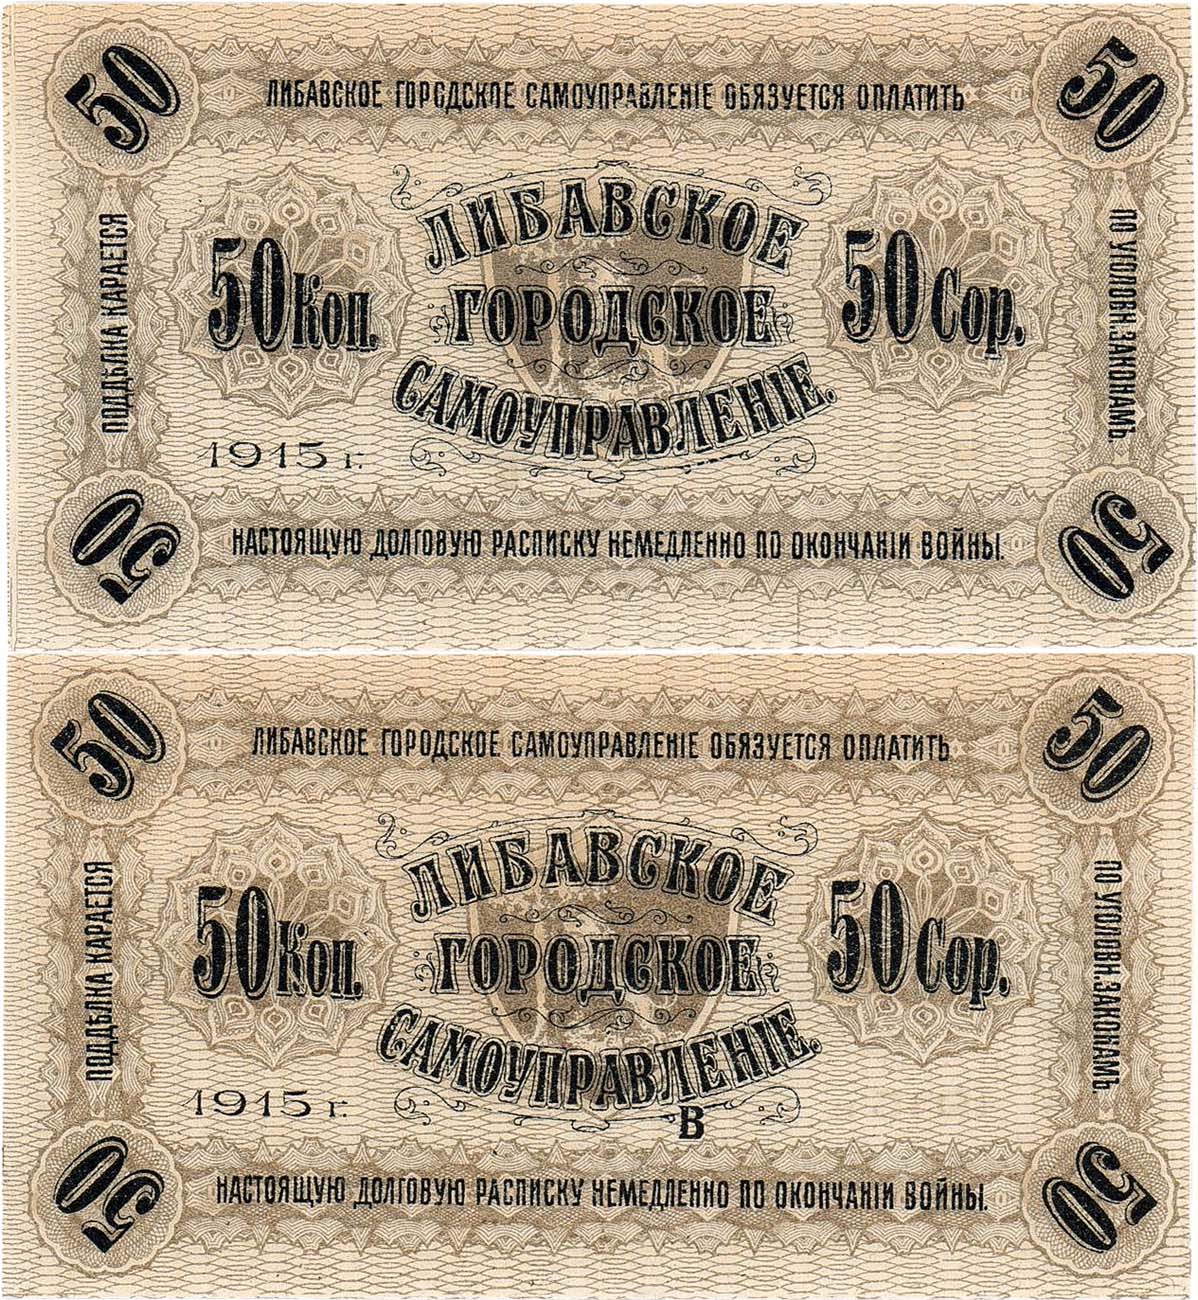 50
50
ЛИБАВСКОЕ ГОРОДСКОЕ САМОУПРАВЛЕНІЕ ОБЯЗУЕТСЯ ОПЛАТИТЬ
ПОДДѢЛКА КАРАЕТСЯ
50 Коп.
ЛИБАВСКОЕ
ГОРОДСКОЕ
САМОУПРАВЛЕНІЕ.
50 Сор.
ПО УГОЛОВН. ЗАКОНАМЪ
1915 г.
50
НАСТОЯЩУЮ ДОЛГОВУЮ РАСПИСКУ НЕМЕДЛЕННО ПО ОКОНЧАНІИ ВОЙНЫ.
50
50
50
ЛИБАВСКОЕ ГОРОДСКОЕ САМОУПРАВЛЕНІЕ ОБЯЗУЕТСЯ ОПЛАТИТЬ
ПОДДѢЛКА КАРАЕТСЯ
50 Коп.
ЛИБАВСКОЕ
ГОРОДСКОЕ
САМОУПРАВЛЕНІЕ.
50 Сор.
ПО УГОЛОВН. ЗАКОНАМЪ.
1915 г.
В
50
НАСТОЯЩУЮ ДОЛГОВУЮ РАСПИСКУ НЕМЕДЛЕННО ПО ОКОНЧАНІИ ВОЙНЫ.
50